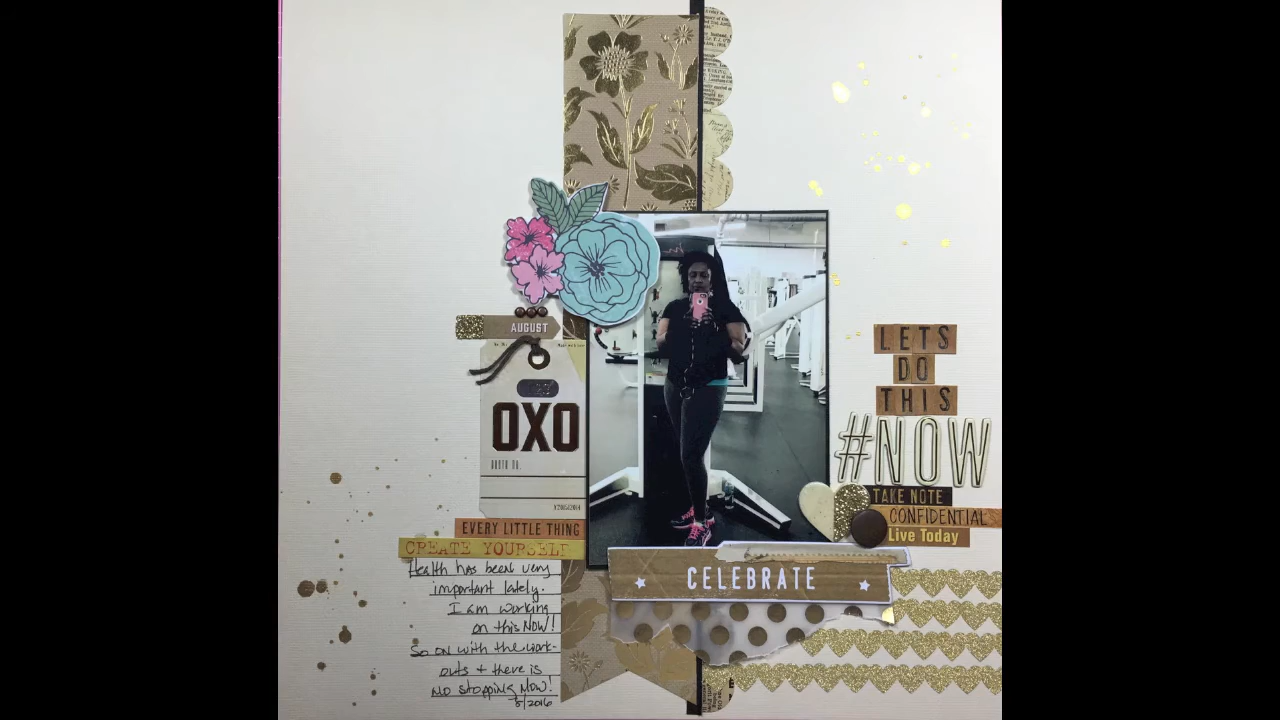 AUGUST
OXO
LETS
DO
THIS
#NOW
TAKE NOTE
CONFIDENTIAL
Live Today
EVERY LITTLE THING
CREATE YOURSELF
CELEBRATE
Health has been very
important lately.
I am working
on this NOW!
So on with the work-
outs + there is
No stopping NOW!
8/2016